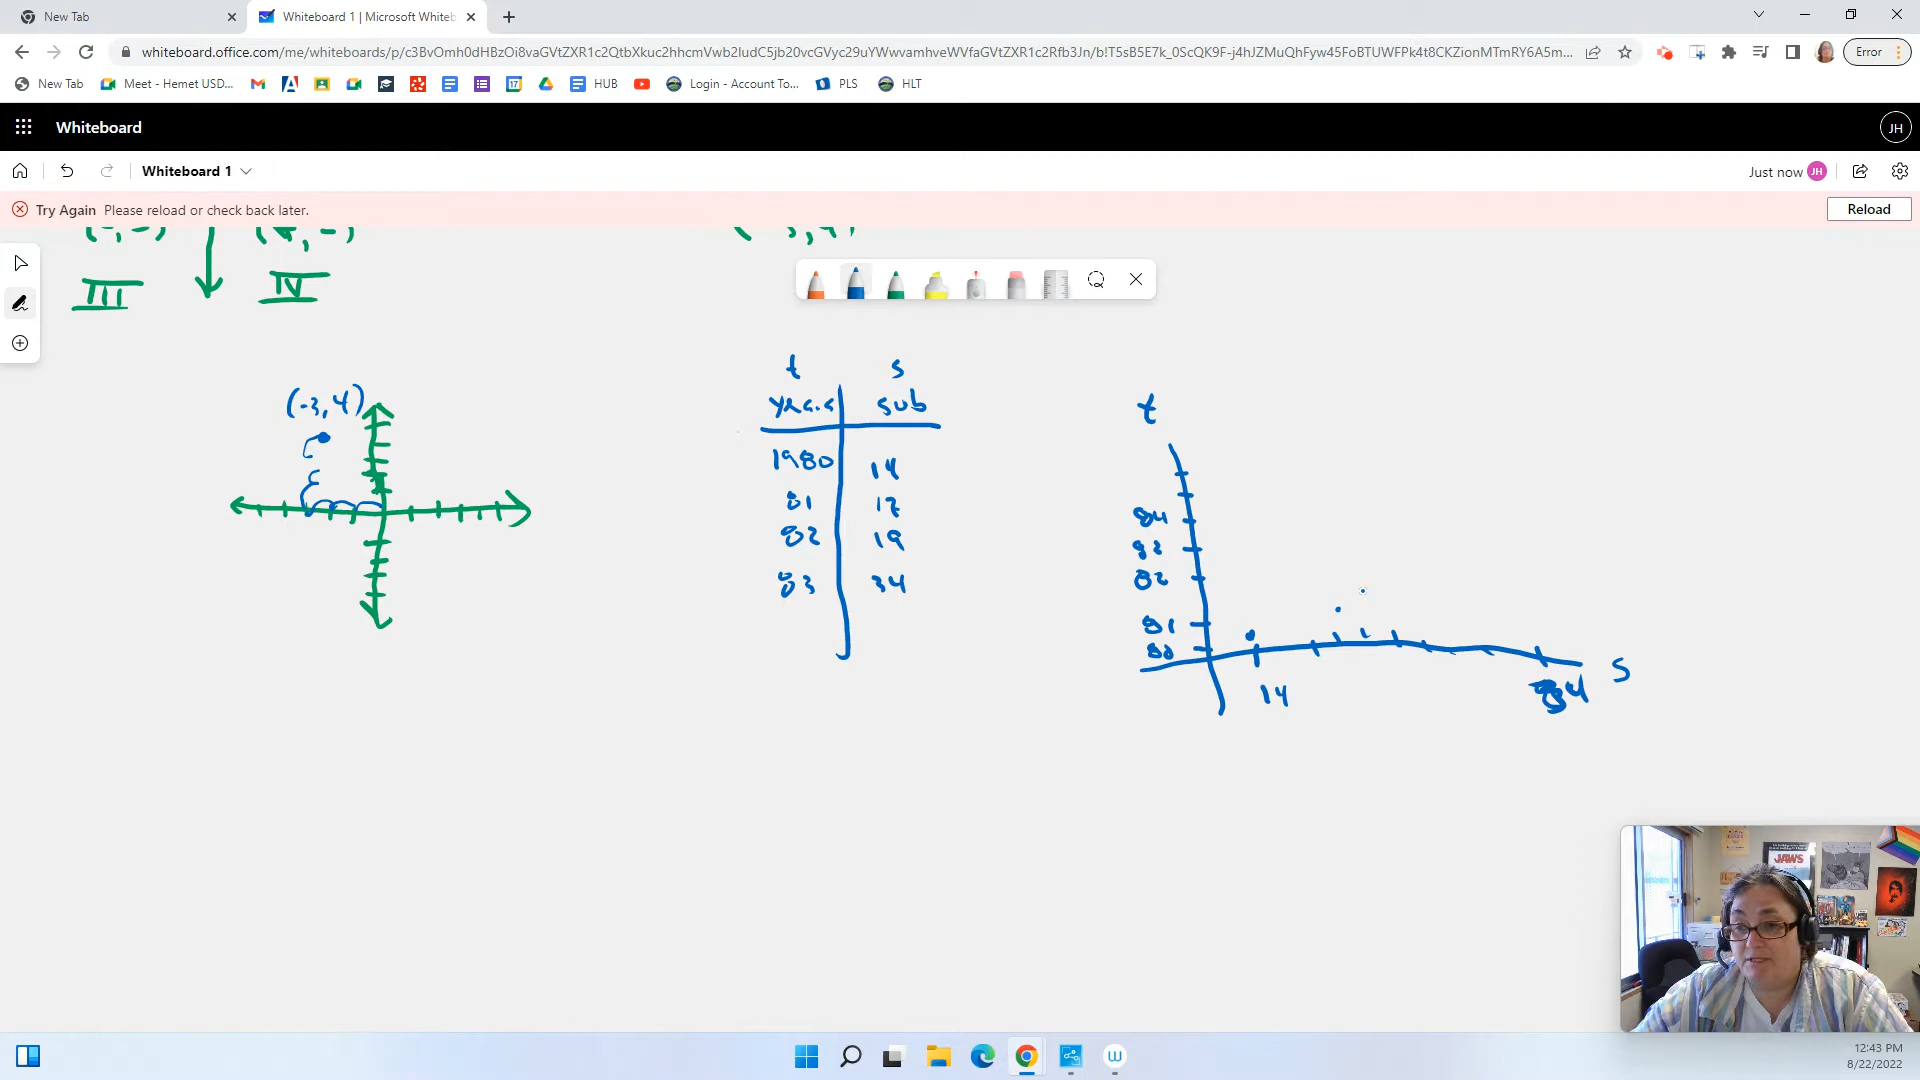 New Tab
Whiteboard 1 | Microsoft Whiteb
whiteboard.office.com/me/whiteboards/p/c3BvOmh0dHBzOi8vaGVtZXR1c2QtbXkuc2hhcmVwb2ludC5jb20vcGVyc29uYWwvamhveWVfaGVtZXR1c2Rfb3Jn/b!T5sB5E7k_0ScQK9F-j4hJZMuQhFyw45FoBTUWFPk4t8CKZionMTmRY6A5m...
Error
New Tab
Meet - Hemet USD...
HUB
Login - Account To...
PLS
HLT
Whiteboard
JH
Whiteboard 1
Just now
JH
Try Again Please reload or check back later.
Reload
III
IV
(-3, 4)
t s
sub
1980 14
81 17
82 19
83 34
t
84
82
81
80
14
34
s
JAWS
12:43 PM
8/22/2022